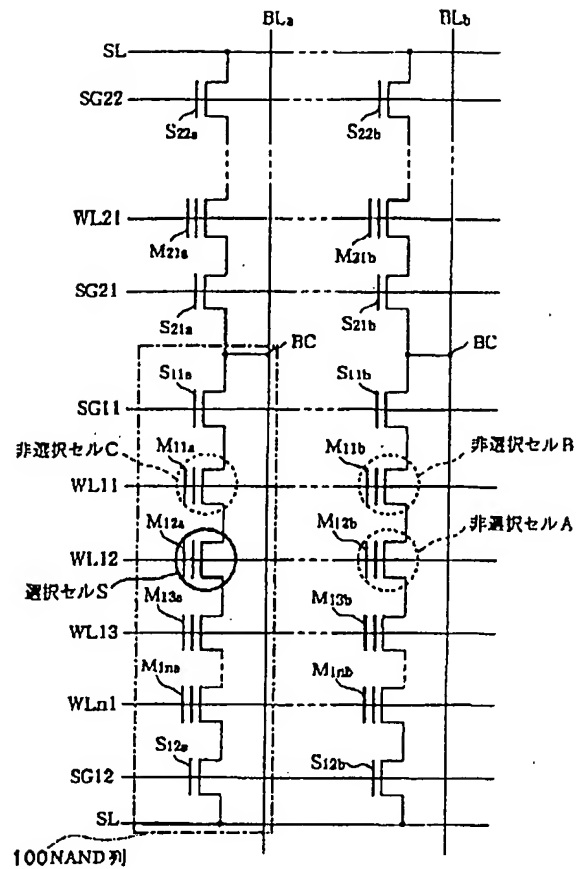 BLa BLb
SL
SG22
S22a S22b
WL21
M21a M21b
SG21
S21a S21b
BC BC
S11a S11b
SG11
非選択セルC M11a M11b 非選択セルB
WL11
M12a M12b 非選択セルA
WL12
選択セルS
M13a M13b
WL13
M1na M1nb
WLn1
S12a S12b
SG12
SL
100NAND列